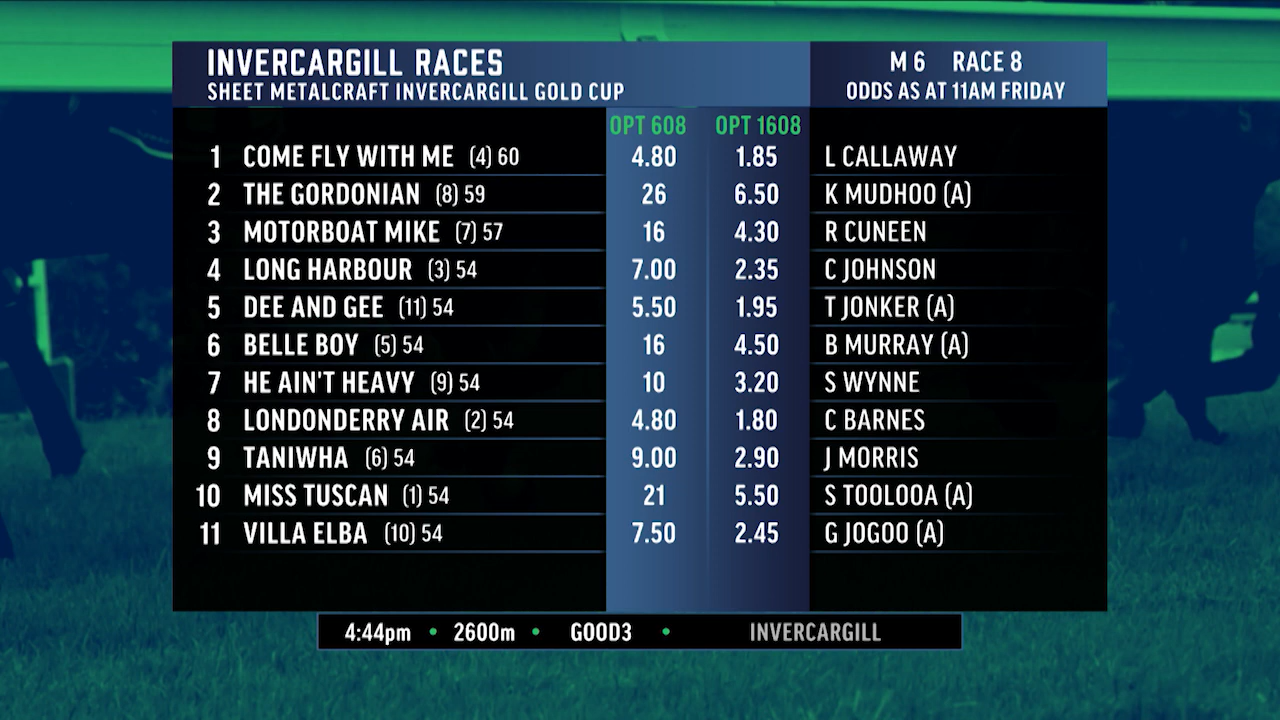 INVERCARGILL RACES
SHEET METALCRAFT INVERCARGILL GOLD CUP
M 6 RACE 8
ODDS AS AT 11AM FRIDAY
OPT 608 OPT 1608
1 COME FLY WITH ME (4) 60 4.80 1.85 L CALLAWAY
2 THE GORDONIAN (8) 59 26 6.50 K MUDHOO (A)
3 MOTORBOAT MIKE (7) 57 16 4.30 R CUNEEN
4 LONG HARBOUR (3) 54 7.00 2.35 C JOHNSON
5 DEE AND GEE (11) 54 5.50 1.95 T JONKER (A)
6 BELLE BOY (5) 54 16 4.50 B MURRAY (A)
7 HE AIN'T HEAVY (9) 54 10 3.20 S WYNNE
8 LONDONDERRY AIR (2) 54 4.80 1.80 C BARNES
9 TANIWHA (6) 54 9.00 2.90 J MORRIS
10 MISS TUSCAN (1) 54 21 5.50 S TOOLOOA (A)
11 VILLA ELBA (10) 54 7.50 2.45 G JOGOO (A)
4:44pm • 2600m • GOOD3 • INVERCARGILL